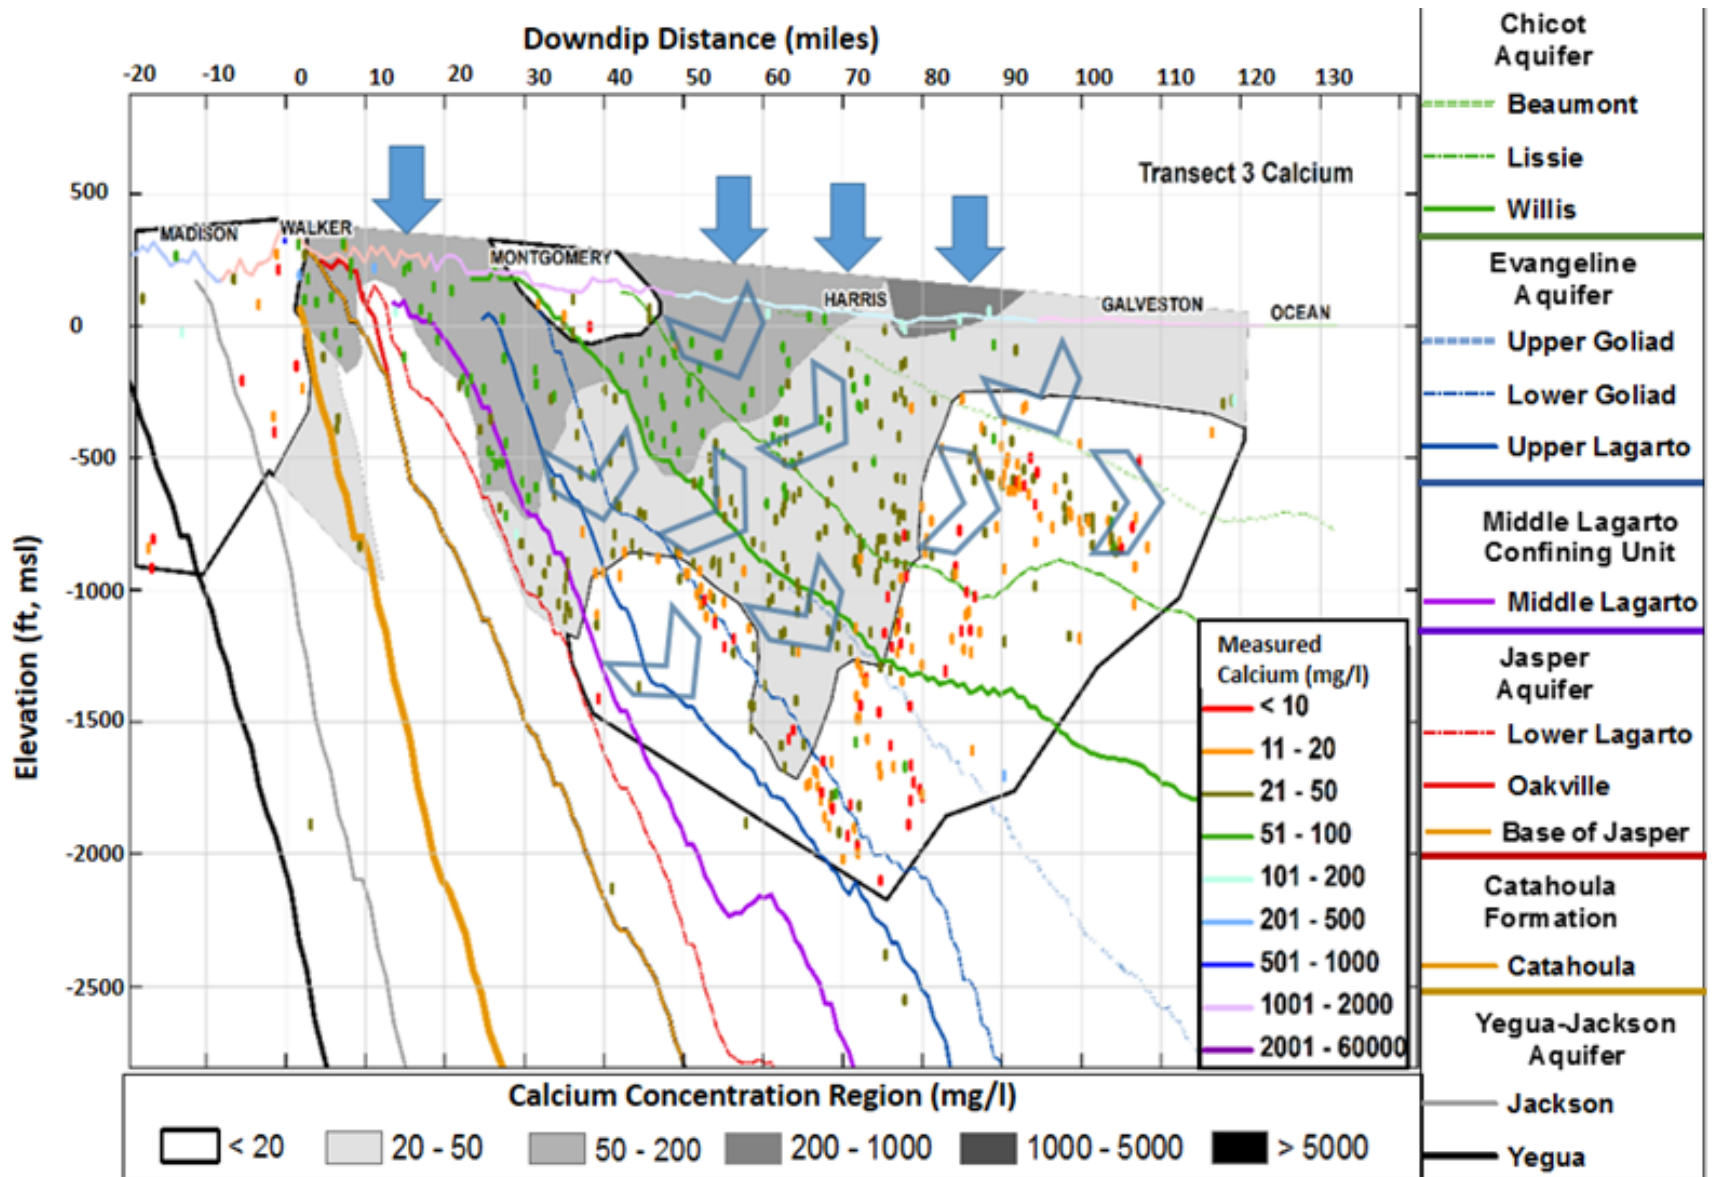 Downdip Distance (miles)
-20 -10 0 10 20 30 40 50 60 70 80 90 100 110 120 130
Transect 3 Calcium
Elevation (ft, msl)
500
0
-500
-1000
-1500
-2000
-2500
MADISON
WALKER
MONTGOMERY
HARRIS
GALVESTON
OCEAN
Measured
Calcium (mg/l)
< 10
11 - 20
21 - 50
51 - 100
101 - 200
201 - 500
501 - 1000
1001 - 2000
2001 - 60000
Calcium Concentration Region (mg/l)
< 20
20 - 50
50 - 200
200 - 1000
1000 - 5000
> 5000
Chicot
Aquifer
Beaumont
Lissie
Willis
Evangeline
Aquifer
Upper Goliad
Lower Goliad
Upper Lagarto
Middle Lagarto
Confining Unit
Middle Lagarto
Jasper
Aquifer
Lower Lagarto
Oakville
Base of Jasper
Catahoula
Formation
Catahoula
Yegua-Jackson
Aquifer
Jackson
Yegua